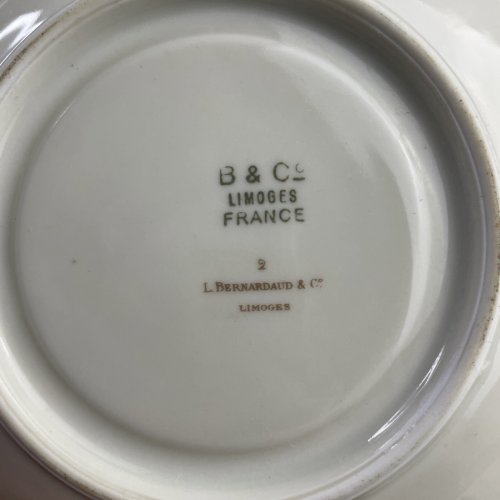 B & Co
LIMOGES
FRANCE
2
L. BERNARDAUD & Co
LIMOGES